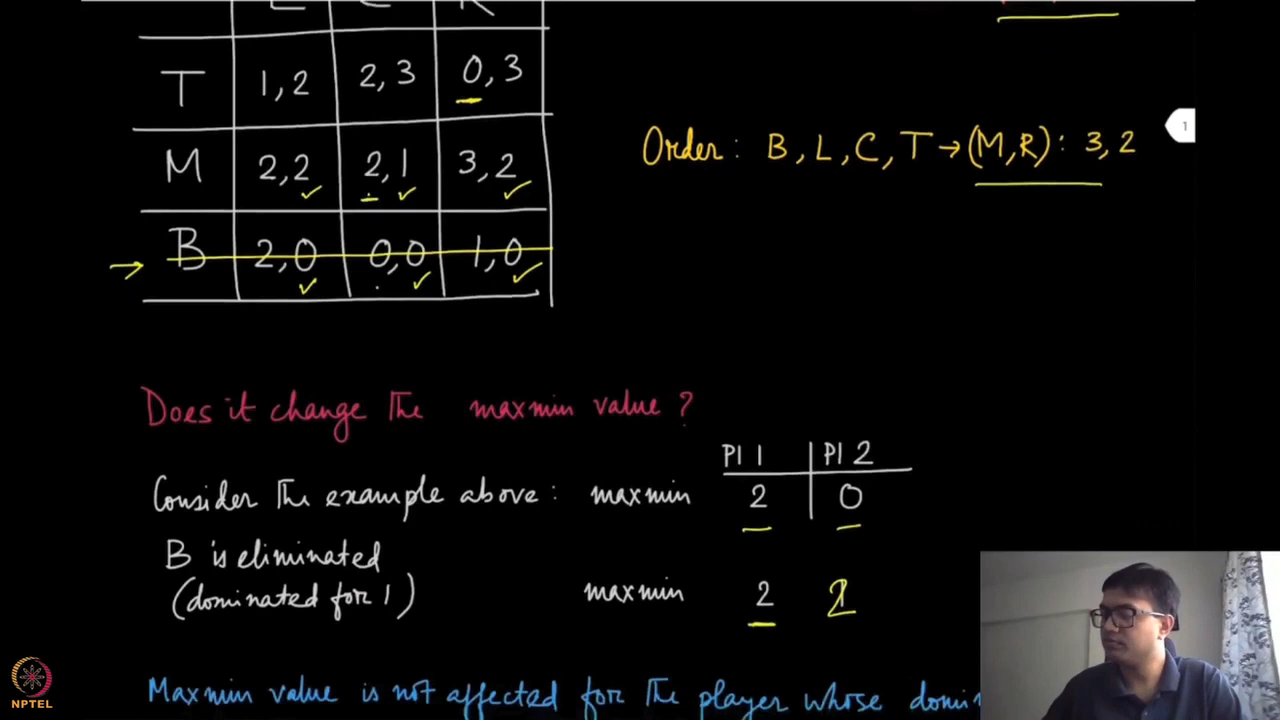 T 1,2 2,3 0,3
M 2,2 2,1 3,2
B 2,0 0,0 1,0
Order: B, L, C, T → (M,R): 3,2
1
Does it change the maxmin value?
Pl 1 Pl 2
Consider the example above: maxmin 2 0
B is eliminated
(dominated for 1) maxmin 2 2
Maxmin value is not affected for the player whose domin
NPTEL